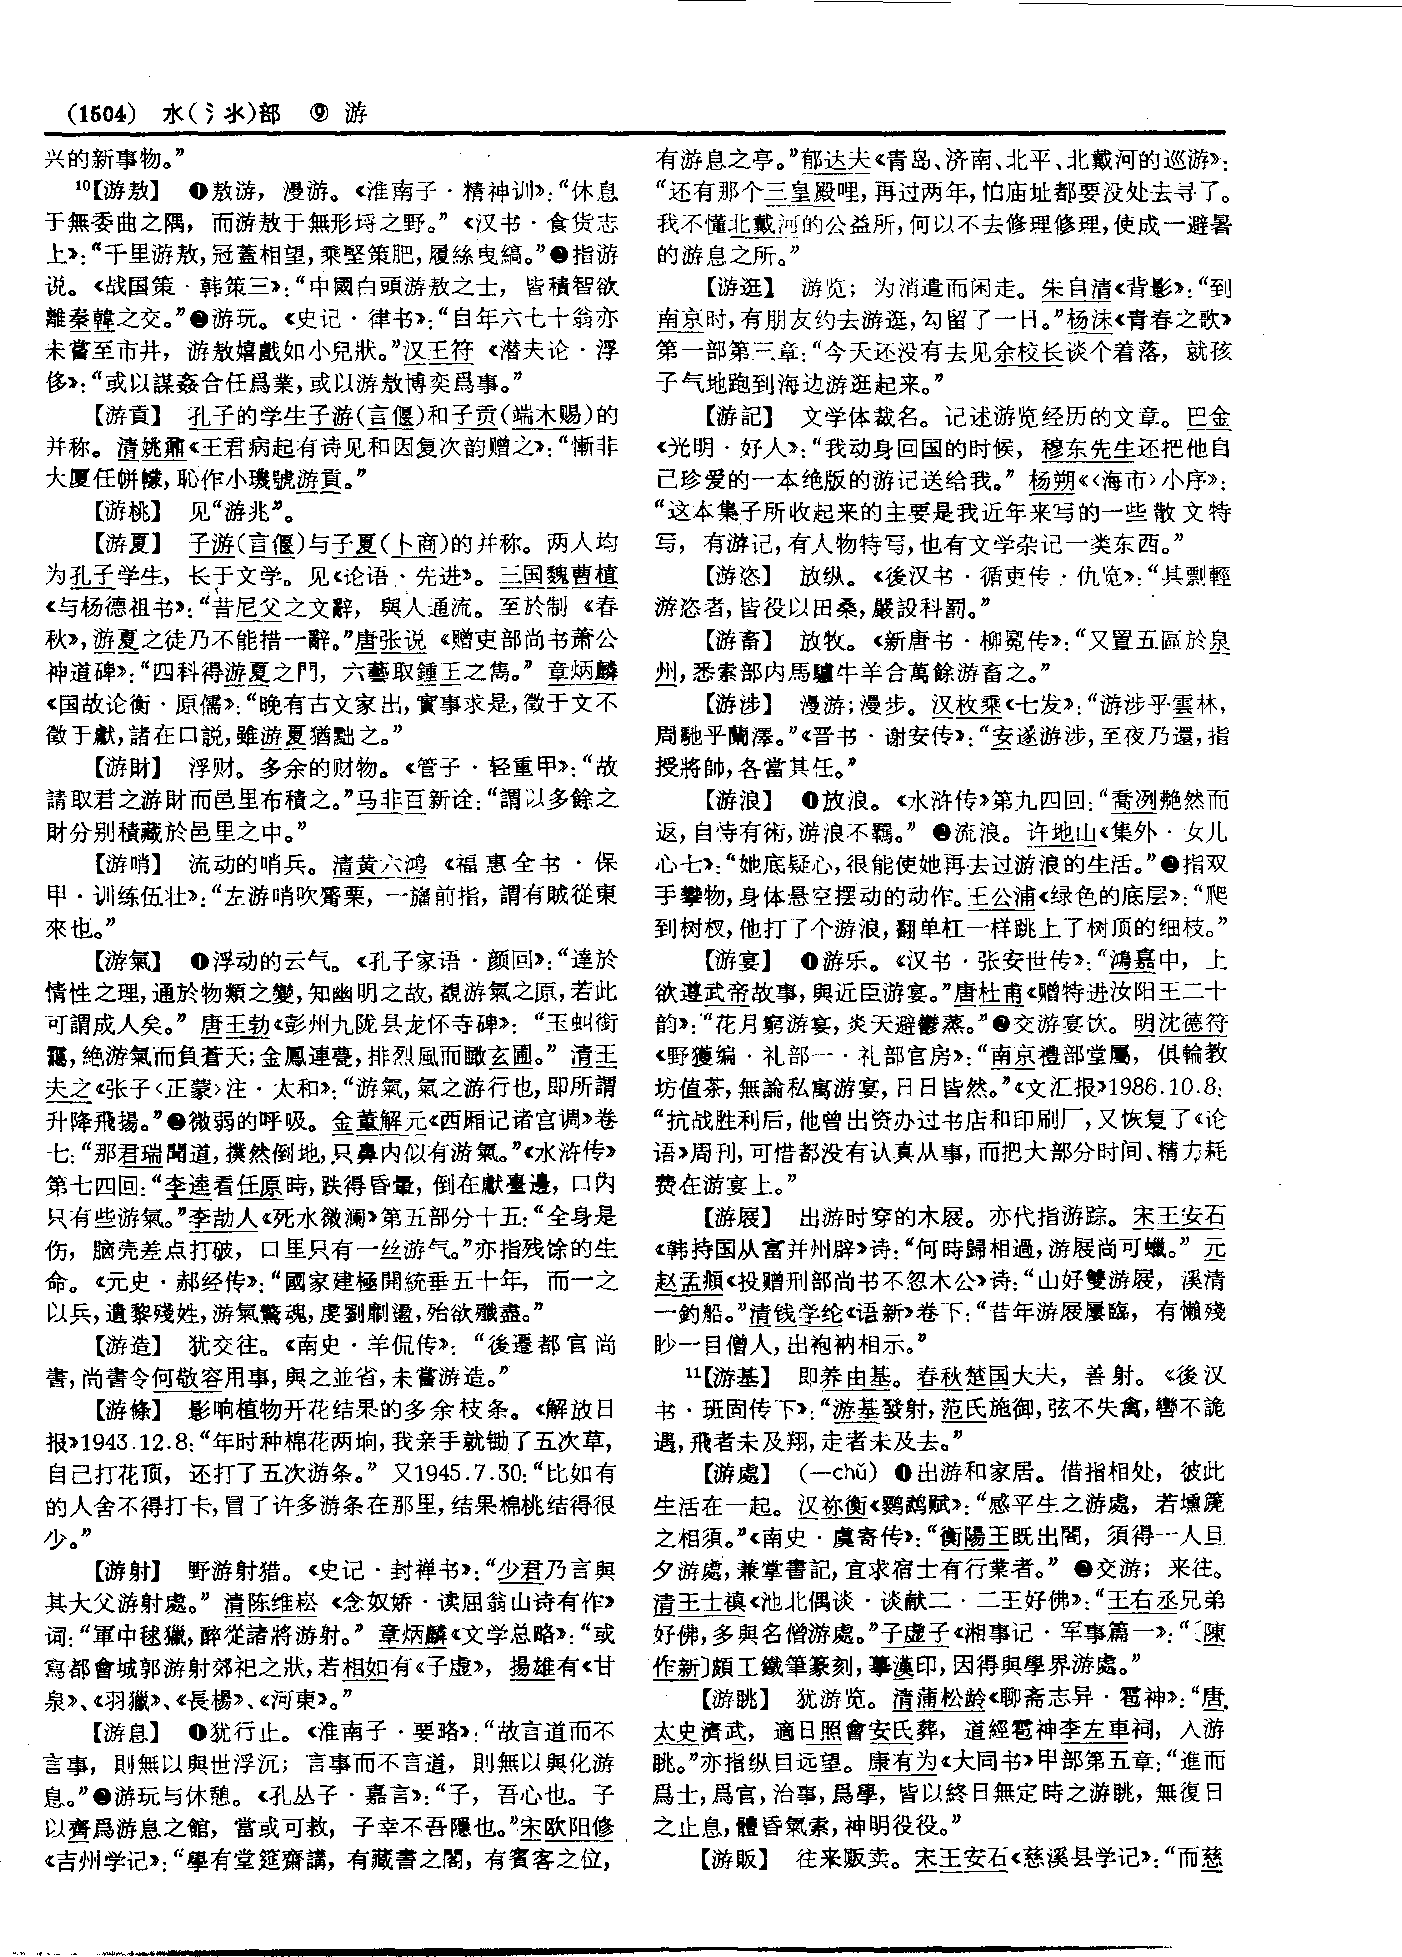 (1504) 水(氵氺)部 ⑨ 游
兴的新事物。”
¹⁰【游敖】 ❶敖游，漫游。《淮南子·精神训》：“休息
于無委曲之隅，而游敖于無形埒之野。”《汉书·食货志
上》：“千里游敖，冠蓋相望，乘堅策肥，履絲曳縞。”❷指游
说。《战国策·韩策三》：“中國白頭游敖之士，皆積智欲
離秦韓之交。”❸游玩。《史记·律书》：“自年六七十翁亦
未嘗至市井，游敖嬉戲如小兒狀。”汉王符《潜夫论·浮
侈》：“或以謀姦合任爲業，或以游敖博奕爲事。”
【游貢】 孔子的学生子游(言偃)和子贡(端木赐)的
并称。清姚鼐《王君病起有诗见和因复次韵赠之》：“慚非
大厦任帡幪，恥作小璣號游貢。”
【游桃】 见“游兆”。
【游夏】 子游(言偃)与子夏(卜商)的并称。两人均
为孔子学生，长于文学。见《论语·先进》。三国魏曹植
《与杨德祖书》：“昔尼父之文辭，與人通流。至於制《春
秋》，游夏之徒乃不能措一辭。”唐张说《赠吏部尚书萧公
神道碑》：“四科得游夏之門，六藝取鍾王之雋。”章炳麟
《国故论衡·原儒》：“晚有古文家出，實事求是，徵于文不
徵于獻，諸在口説，雖游夏猶黜之。”
【游財】 浮财。多余的财物。《管子·轻重甲》：“故
請取君之游財而邑里布積之。”马非百新诠：“謂以多餘之
財分别積藏於邑里之中。”
【游哨】 流动的哨兵。清黄六鸿《福惠全书·保
甲·训练伍壮》：“左游哨吹觱栗，一旛前指，謂有賊從東
來也。”
【游氣】 ❶浮动的云气。《孔子家语·颜回》：“達於
情性之理，通於物類之變，知幽明之故，覩游氣之原，若此
可謂成人矣。”唐王勃《彭州九陇县龙怀寺碑》：“玉虯銜
靄，絶游氣而負蒼天；金鳳連甍，排烈風而瞰玄圃。”清王
夫之《张子〈正蒙〉注·太和》：“游氣，氣之游行也，即所謂
升降飛揚。”❷微弱的呼吸。金董解元《西厢记诸宫调》卷
七：“那君瑞聞道，撲然倒地，只鼻内似有游氣。”《水浒传》
第七四回：“李逵看任原時，跌得昏暈，倒在獻臺邊，口内
只有些游氣。”李劼人《死水微澜》第五部分十五：“全身是
伤，脑壳差点打破，口里只有一丝游气。”亦指残馀的生
命。《元史·郝经传》：“國家建極開統垂五十年，而一之
以兵，遺黎殘姓，游氣驚魂，虔劉劘盪，殆欲殲盡。”
【游造】 犹交往。《南史·羊侃传》：“後遷都官尚
書，尚書令何敬容用事，與之並省，未嘗游造。”
【游條】 影响植物开花结果的多余枝条。《解放日
报》1943.12.8：“年时种棉花两垧，我亲手就锄了五次草，
自己打花顶，还打了五次游条。”又1945.7.30：“比如有
的人舍不得打卡，冒了许多游条在那里，结果棉桃结得很
少。”
【游射】 野游射猎。《史记·封禅书》：“少君乃言與
其大父游射處。”清陈维崧《念奴娇·读屈翁山诗有作》
词：“軍中毬獵，醉從諸將游射。”章炳麟《文学总略》：“或
寫都會城郭游射郊祀之狀，若相如有《子虚》，揚雄有《甘
泉》、《羽獵》、《長楊》、《河東》。”
【游息】 ❶犹行止。《淮南子·要略》：“故言道而不
言事，則無以與世浮沉；言事而不言道，則無以與化游
息。”❷游玩与休憩。《孔丛子·嘉言》：“子，吾心也。子
以齊爲游息之館，當或可救，子幸不吾隱也。”宋欧阳修
《吉州学记》：“學有堂筵齋講，有藏書之閣，有賓客之位，
有游息之亭。”郁达夫《青岛、济南、北平、北戴河的巡游》：
“还有那个三皇殿哩，再过两年，怕庙址都要没处去寻了。
我不懂北戴河的公益所，何以不去修理修理，使成一避暑
的游息之所。”
【游逛】 游览；为消遣而闲走。朱自清《背影》：“到
南京时，有朋友约去游逛，勾留了一日。”杨沫《青春之歌》
第一部第三章：“今天还没有去见余校长谈个着落，就孩
子气地跑到海边游逛起来。”
【游記】 文学体裁名。记述游览经历的文章。巴金
《光明·好人》：“我动身回国的时候，穆东先生还把他自
己珍爱的一本绝版的游记送给我。”杨朔《〈海市〉小序》：
“这本集子所收起来的主要是我近年来写的一些散文特
写，有游记，有人物特写，也有文学杂记一类东西。”
【游恣】 放纵。《後汉书·循吏传·仇览》：“其剽輕
游恣者，皆役以田桑，嚴設科罰。”
【游畜】 放牧。《新唐书·柳冕传》：“又置五區於泉
州，悉索部内馬驢牛羊合萬餘游畜之。”
【游涉】 漫游；漫步。汉枚乘《七发》：“游涉乎雲林，
周馳乎蘭澤。”《晋书·谢安传》：“安遂游涉，至夜乃還，指
授將帥，各當其任。”
【游浪】 ❶放浪。《水浒传》第九四回：“喬冽艴然而
返，自恃有術，游浪不羈。”❷流浪。许地山《集外·女儿
心七》：“她底疑心，很能使她再去过游浪的生活。”❸指双
手攀物，身体悬空摆动的动作。王公浦《绿色的底层》：“爬
到树杈，他打了个游浪，翻单杠一样跳上了树顶的细枝。”
【游宴】 ❶游乐。《汉书·张安世传》：“鴻嘉中，上
欲遵武帝故事，與近臣游宴。”唐杜甫《赠特进汝阳王二十
韵》：“花月窮游宴，炎天避鬱蒸。”❷交游宴饮。明沈德符
《野獲编·礼部一·礼部官房》：“南京禮部堂屬，俱輪教
坊值茶，無論私寓游宴，日日皆然。”《文汇报》1986.10.8：
“抗战胜利后，他曾出资办过书店和印刷厂，又恢复了《论
语》周刊，可惜都没有认真从事，而把大部分时间、精力耗
费在游宴上。”
【游屐】 出游时穿的木屐。亦代指游踪。宋王安石
《韩持国从富并州辟》诗：“何時歸相過，游屐尚可蠟。”元
赵孟頫《投赠刑部尚书不忽木公》诗：“山好雙游屐，溪清
一釣船。”清钱学纶《语新》卷下：“昔年游屐屢臨，有懒殘
眇一目僧人，出袍衲相示。”
¹¹【游基】 即养由基。春秋楚国大夫，善射。《後汉
书·班固传下》：“游基發射，范氏施御，弦不失禽，轡不詭
遇，飛者未及翔，走者未及去。”
【游處】 (—chǔ) ❶出游和家居。借指相处，彼此
生活在一起。汉祢衡《鹦鹉赋》：“感平生之游處，若壎篪
之相須。”《南史·虞寄传》：“衡陽王既出閤，須得一人旦
夕游處，兼掌書記，宜求宿士有行業者。”❷交游；来往。
清王士禛《池北偶谈·谈献二·二王好佛》：“王右丞兄弟
好佛，多與名僧游處。”子虚子《湘事记·军事篇一》：“〔陳
作新〕頗工鐵筆篆刻，摹漢印，因得與學界游處。”
【游眺】 犹游览。清蒲松龄《聊斋志异·雹神》：“唐
太史濟武，適日照會安氏葬，道經雹神李左車祠，入游
眺。”亦指纵目远望。康有为《大同书》甲部第五章：“進而
爲士，爲官，治事，爲學，皆以終日無定時之游眺，無復日
之止息，體昏氣索，神明役役。”
【游販】 往来贩卖。宋王安石《慈溪县学记》：“而慈